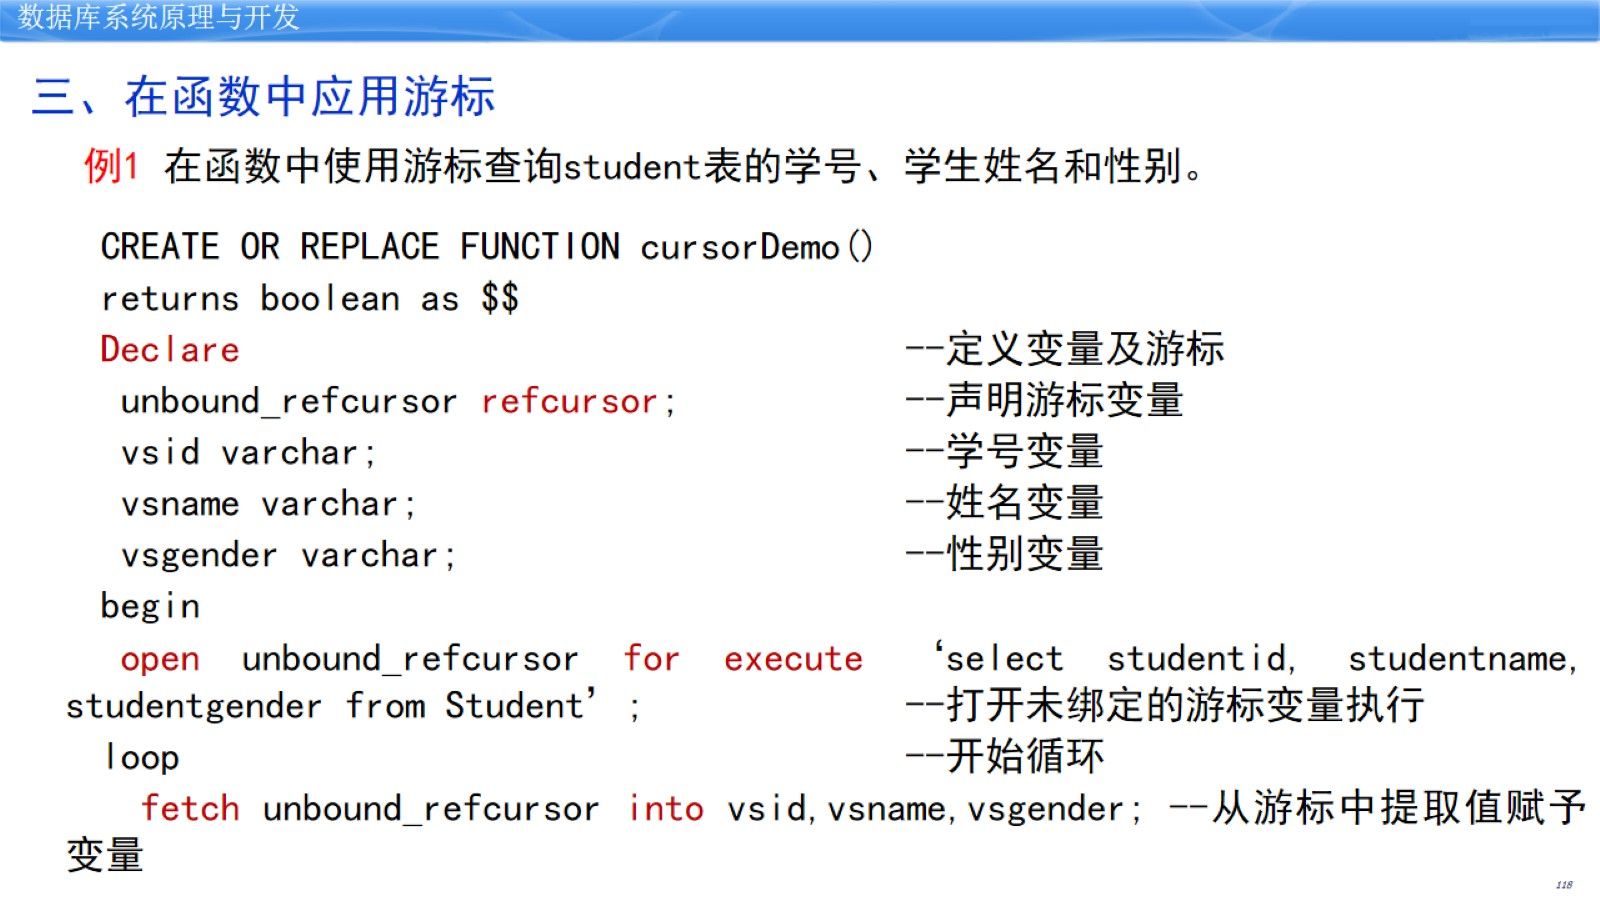 数据库系统原理与开发
三、在函数中应用游标
例1 在函数中使用游标查询student表的学号、学生姓名和性别。
CREATE OR REPLACE FUNCTION cursorDemo()
returns boolean as $$
Declare --定义变量及游标
unbound_refcursor refcursor; --声明游标变量
vsid varchar; --学号变量
vsname varchar; --姓名变量
vsgender varchar; --性别变量
begin
open unbound_refcursor for execute ‘select studentid, studentname,
studentgender from Student’; --打开未绑定的游标变量执行
loop --开始循环
fetch unbound_refcursor into vsid,vsname,vsgender; --从游标中提取值赋予
变量
118